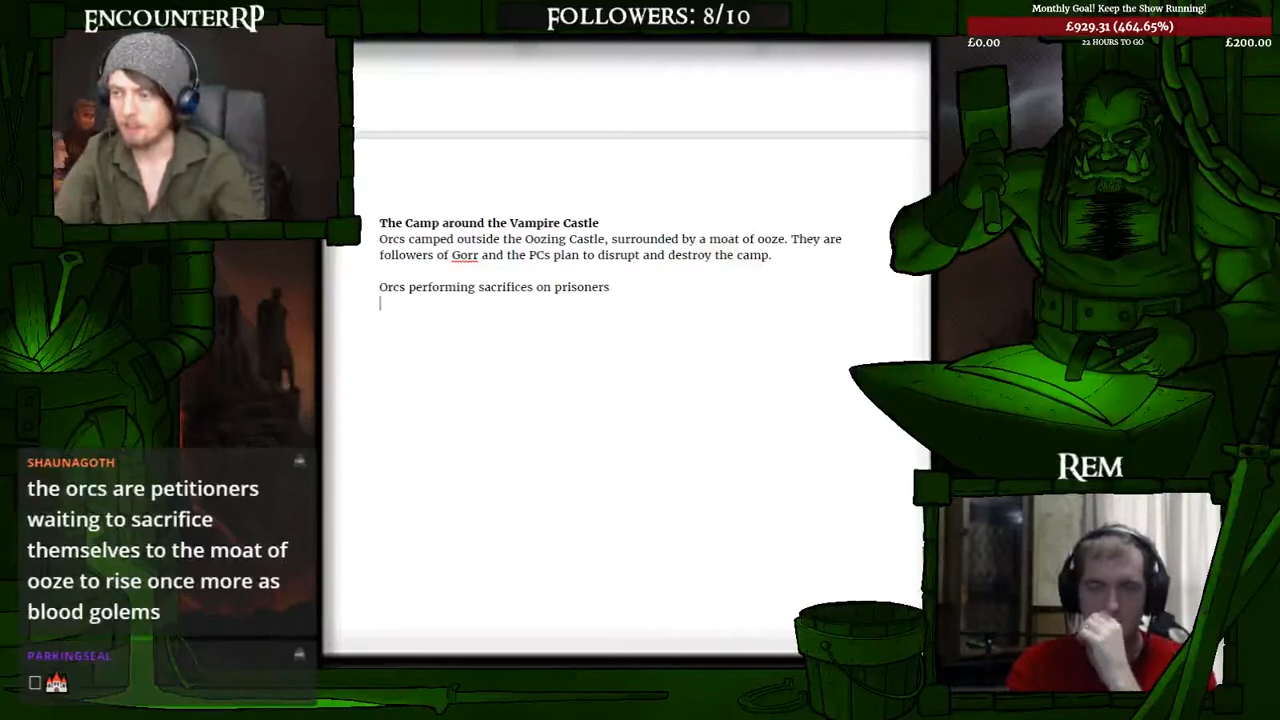 ENCOUNTERRP
FOLLOWERS: 8/10
Monthly Goal! Keep the Show Running!
£929.31 (464.65%)
£0.00
22 HOURS TO GO
£200.00
The Camp around the Vampire Castle
Orcs camped outside the Oozing Castle, surrounded by a moat of ooze. They are
followers of Gorr and the PCs plan to disrupt and destroy the camp.
Orcs performing sacrifices on prisoners
SHAUNAGOTH
the orcs are petitioners
waiting to sacrifice
themselves to the moat of
ooze to rise once more as
blood golems
PARKINGSEAL
REM